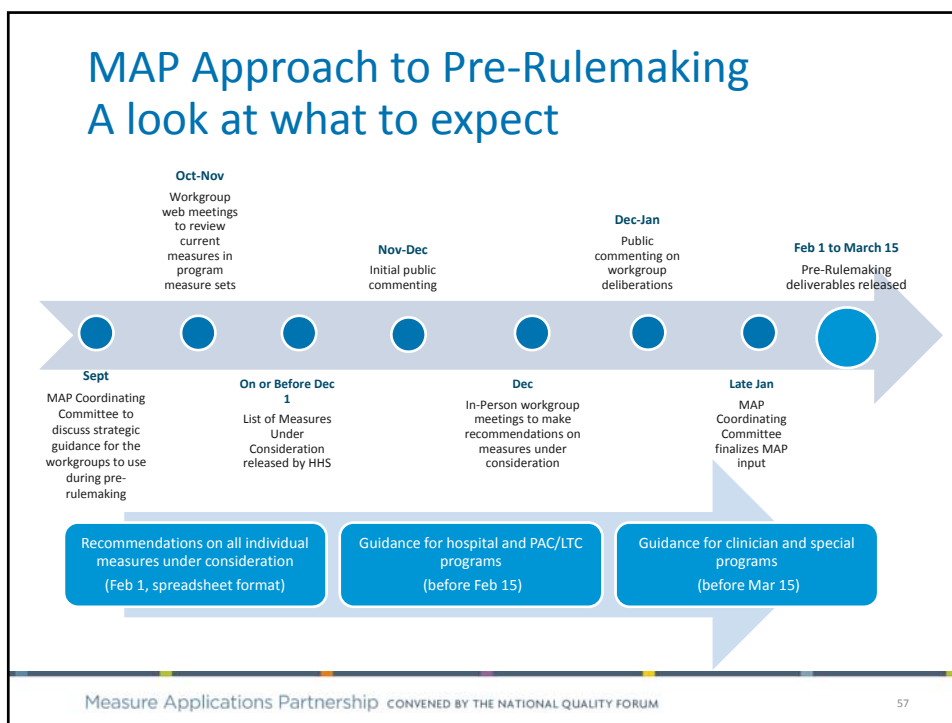 MAP Approach to Pre-Rulemaking
A look at what to expect
Oct-Nov
Workgroup
web meetings
to review
current
measures in
program
measure sets
Nov-Dec
Initial public
commenting
Dec-Jan
Public
commenting on
workgroup
deliberations
Feb 1 to March 15
Pre-Rulemaking
deliverables released
Sept
MAP Coordinating
Committee to
discuss strategic
guidance for the
workgroups to use
during pre-
rulemaking
On or Before Dec
1
List of Measures
Under
Consideration
released by HHS
Dec
In-Person workgroup
meetings to make
recommendations on
measures under
consideration
Late Jan
MAP
Coordinating
Committee
finalizes MAP
input
Recommendations on all individual
measures under consideration
(Feb 1, spreadsheet format)
Guidance for hospital and PAC/LTC
programs
(before Feb 15)
Guidance for clinician and special
programs
(before Mar 15)
Measure Applications Partnership CONVENED BY THE NATIONAL QUALITY FORUM
57